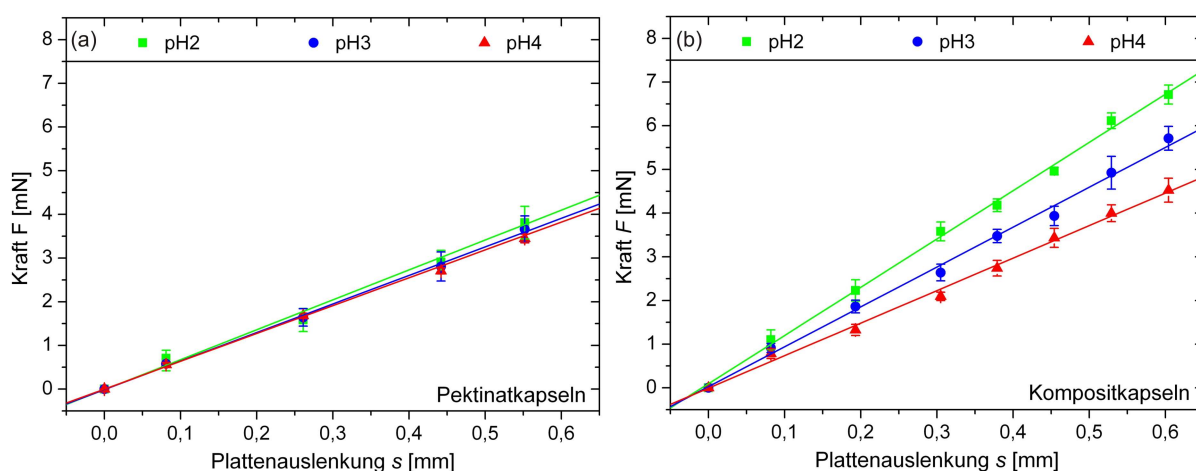 (a) pH2 pH3 pH4
8
7
6
5
4
3
2
1
0
Kraft F [mN]
Pektinatkapseln
0,0 0,1 0,2 0,3 0,4 0,5 0,6
Plattenauslenkung s [mm]
(b) pH2 pH3 pH4
8
7
6
5
4
3
2
1
0
Kraft F [mN]
Kompositkapseln
0,0 0,1 0,2 0,3 0,4 0,5 0,6
Plattenauslenkung s [mm]